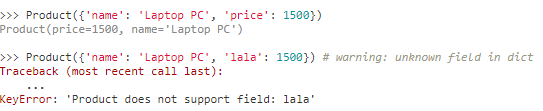 >>> Product({'name': 'Laptop PC', 'price': 1500})
Product(price=1500, name='Laptop PC')
>>> Product({'name': 'Laptop PC', 'lala': 1500}) # warning: unknown field in dict
Traceback (most recent call last):
...
KeyError: 'Product does not support field: lala'